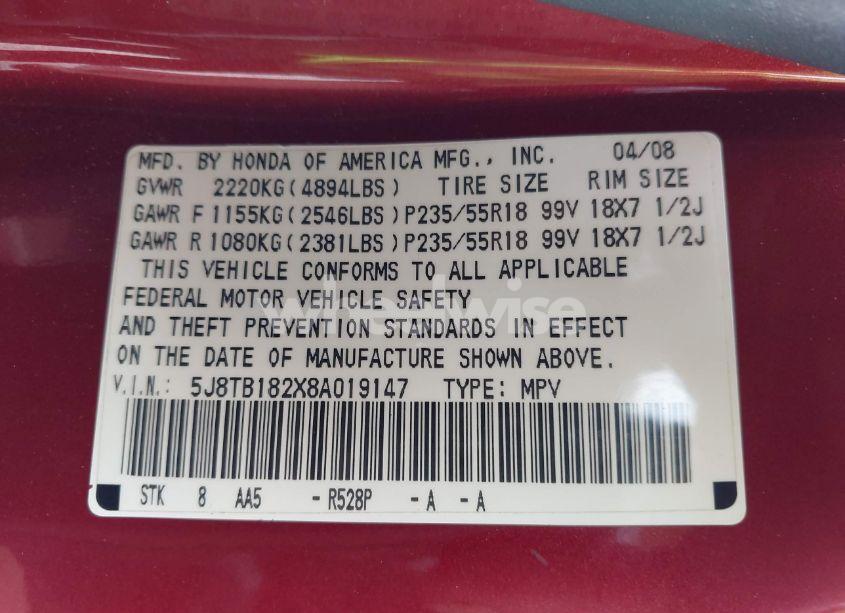 MFD. BY HONDA OF AMERICA MFG., INC. 04/08
GVWR 2220KG(4894LBS) TIRE SIZE RIM SIZE
GAWR F 1155KG(2546LBS)P235/55R18 99V 18X7 1/2J
GAWR R 1080KG(2381LBS)P235/55R18 99V 18X7 1/2J
THIS VEHICLE CONFORMS TO ALL APPLICABLE
FEDERAL MOTOR VEHICLE SAFETY
AND THEFT PREVENTION STANDARDS IN EFFECT
ON THE DATE OF MANUFACTURE SHOWN ABOVE.
V.I.N.: 5J8TB182X8A019147 TYPE: MPV
STK 8 AA5 -R528P -A -A
wheelwise